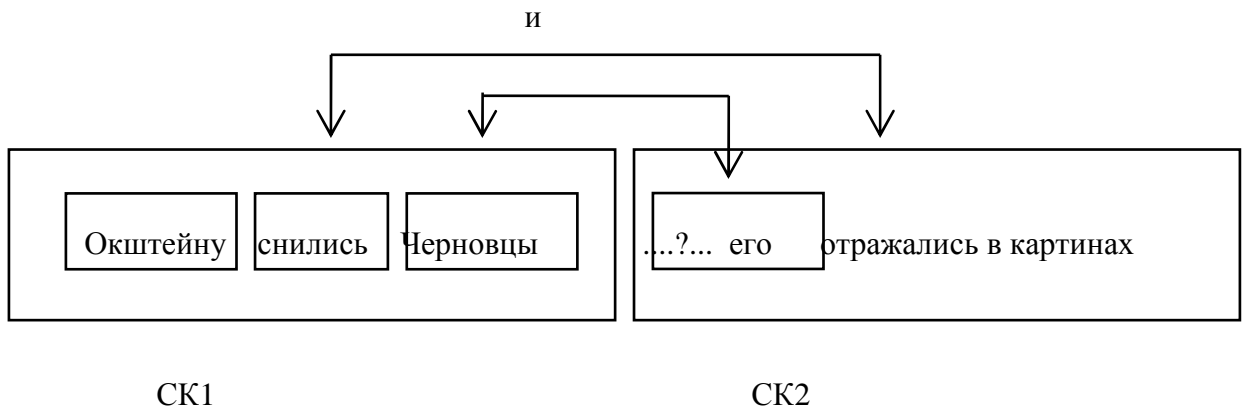 и
Окштейну снились Черновцы ....?... его отражались в картинах
СК1 СК2